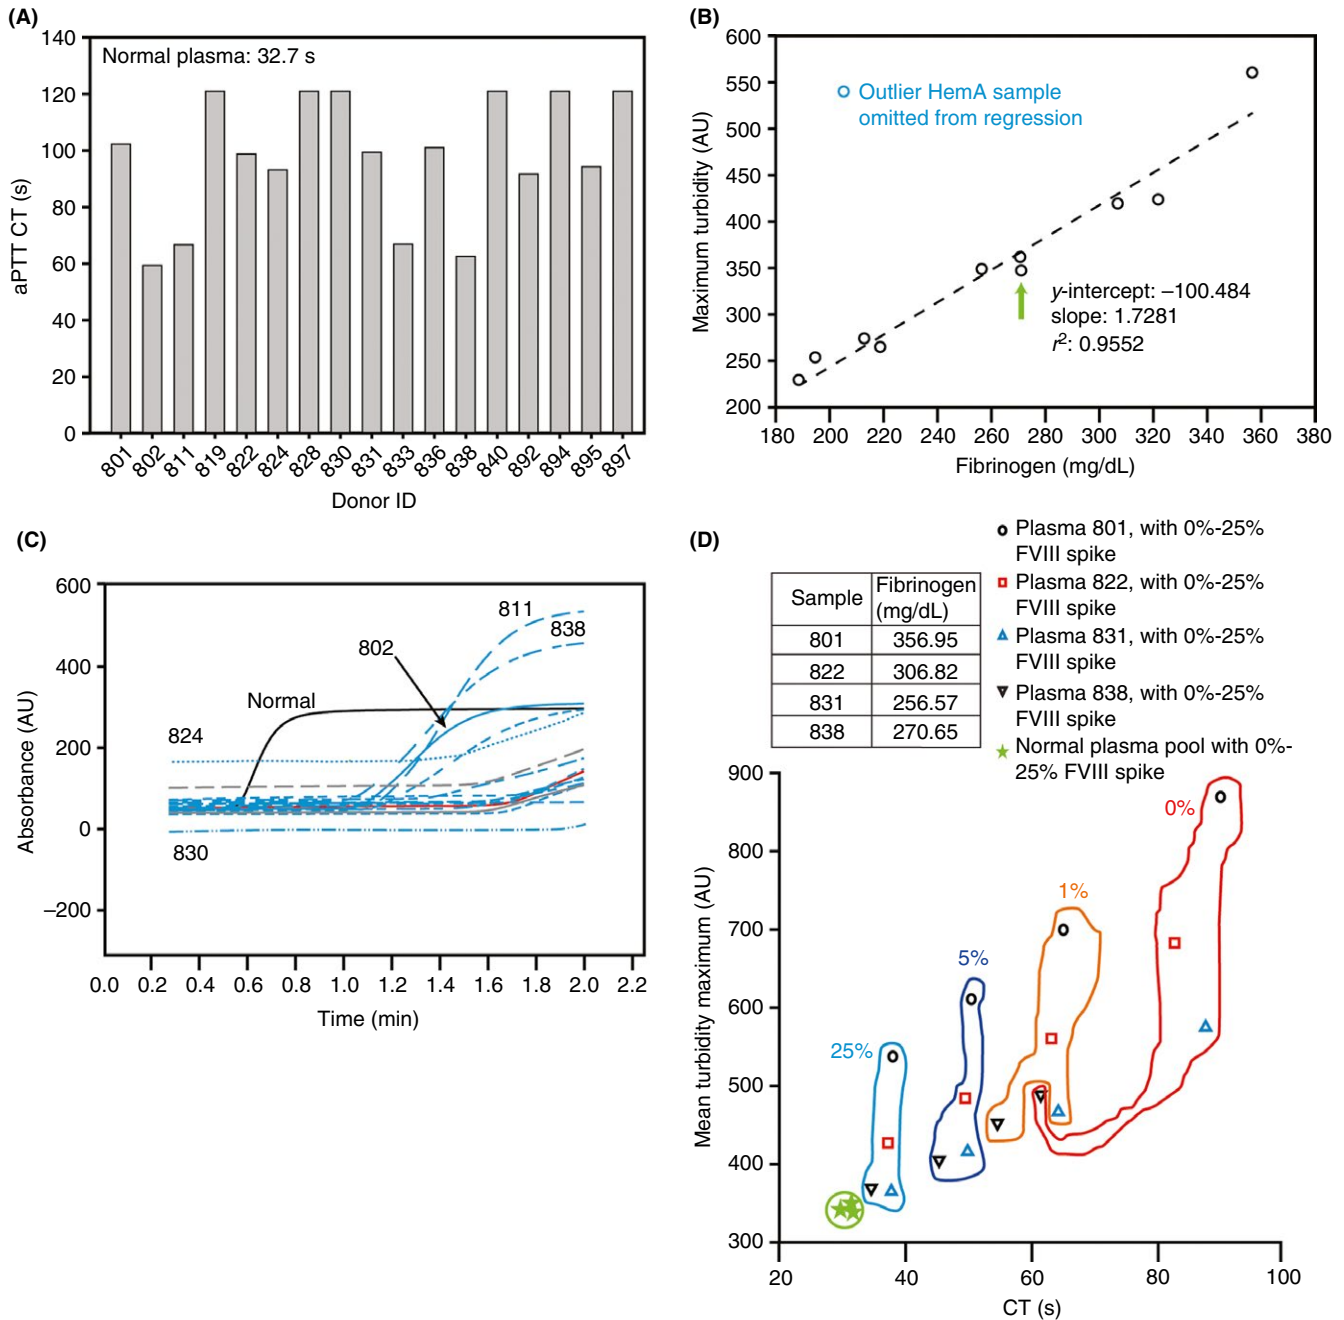 (A)
140
120
100
80
60
40
20
0
aPTT CT (s)
Normal plasma: 32.7 s
801
802
811
819
822
824
828
830
831
833
836
838
840
892
894
895
897
Donor ID
(B)
600
550
500
450
400
350
300
250
200
Maximum turbidity (AU)
Outlier HemA sample
omitted from regression
y-intercept: –100.484
slope: 1.7281
r²: 0.9552
180
200
220
240
260
280
300
320
340
360
380
Fibrinogen (mg/dL)
(C)
600
400
200
0
–200
Absorbance (AU)
811
838
802
Normal
824
830
0.0
0.2
0.4
0.6
0.8
1.0
1.2
1.4
1.6
1.8
2.0
2.2
Time (min)
(D)
Sample Fibrinogen
(mg/dL)
801 356.95
822 306.82
831 256.57
838 270.65
Plasma 801, with 0%-25%
FVIII spike
Plasma 822, with 0%-25%
FVIII spike
Plasma 831, with 0%-25%
FVIII spike
Plasma 838, with 0%-25%
FVIII spike
Normal plasma pool with 0%-
25% FVIII spike
900
800
700
600
500
400
300
Mean turbidity maximum (AU)
0%
1%
5%
25%
20
40
60
80
100
CT (s)